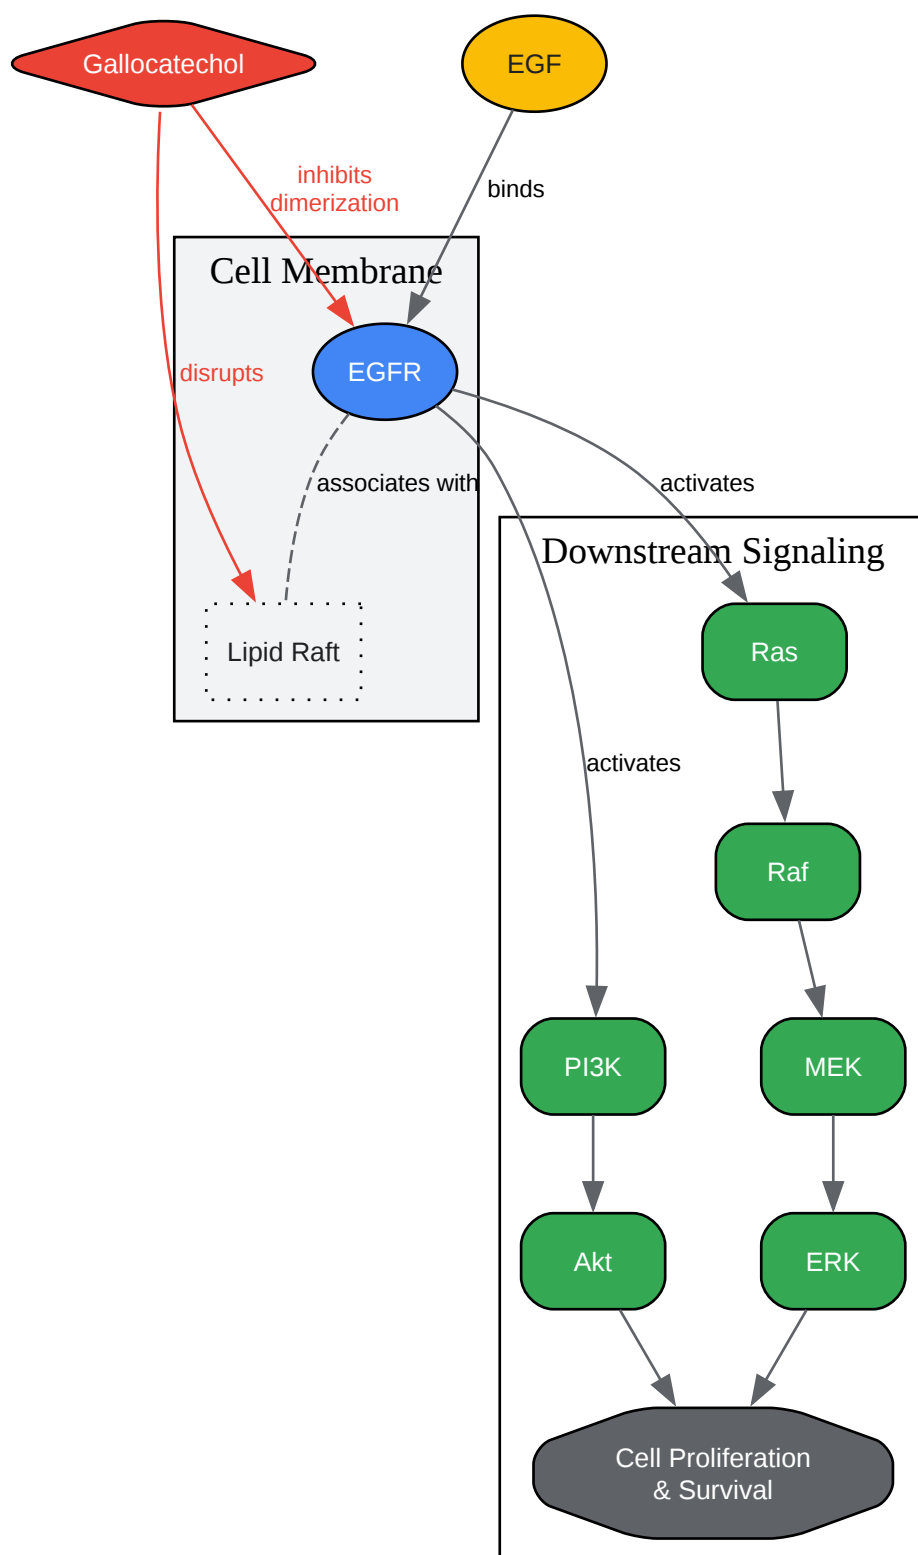 Gallocatechol
EGF
inhibits
dimerization
binds
Cell Membrane
EGFR
disrupts
associates with
activates
Downstream Signaling
Lipid Raft
Ras
activates
Raf
PI3K
MEK
Akt
ERK
Cell Proliferation
& Survival